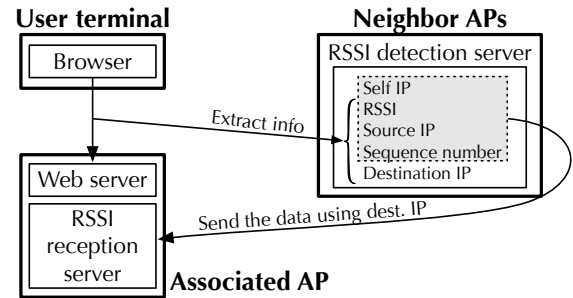 User terminal
Browser
Neighbor APs
RSSI detection server
Self IP
RSSI
Source IP
Sequence number
Destination IP
Extract info
Web server
RSSI
reception
server
Send the data using dest. IP
Associated AP